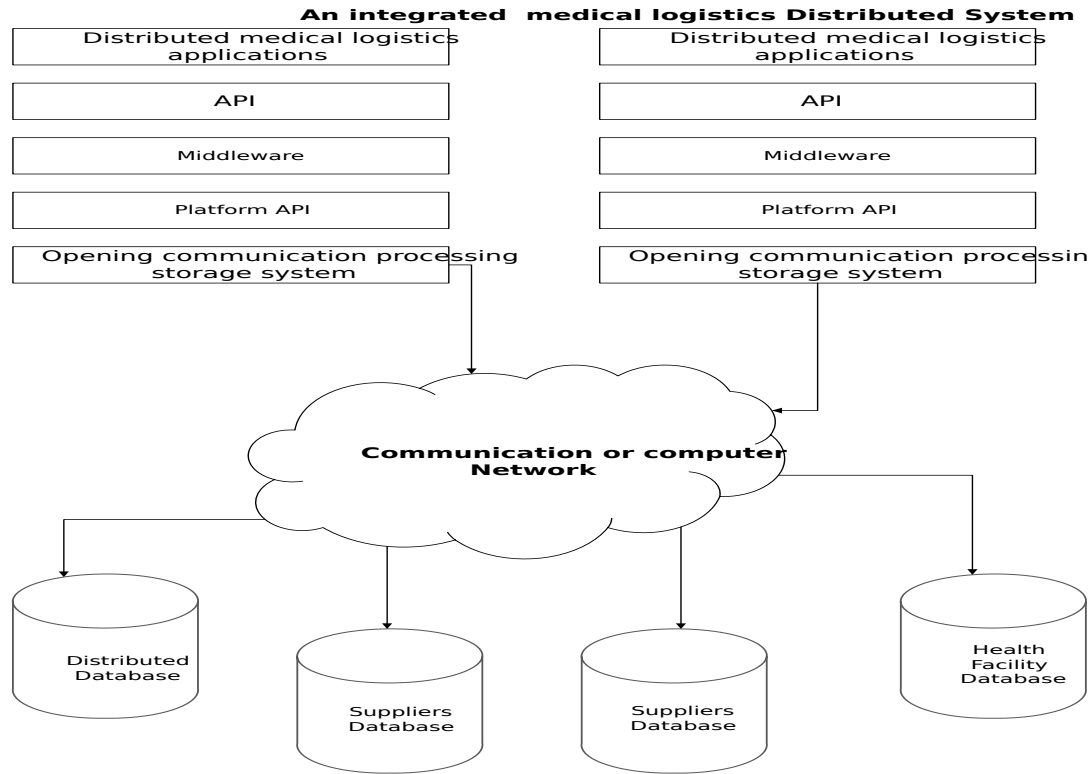 An integrated  medical logistics Distributed System
Distributed medical logistics
applications
API
Middleware
Platform API
Opening communication processing
storage system
Distributed medical logistics
applications
API
Middleware
Platform API
Opening communication processin
storage system
Communication or computer
Network
Distributed
Database
Suppliers
Database
Suppliers
Database
Health
Facility
Database